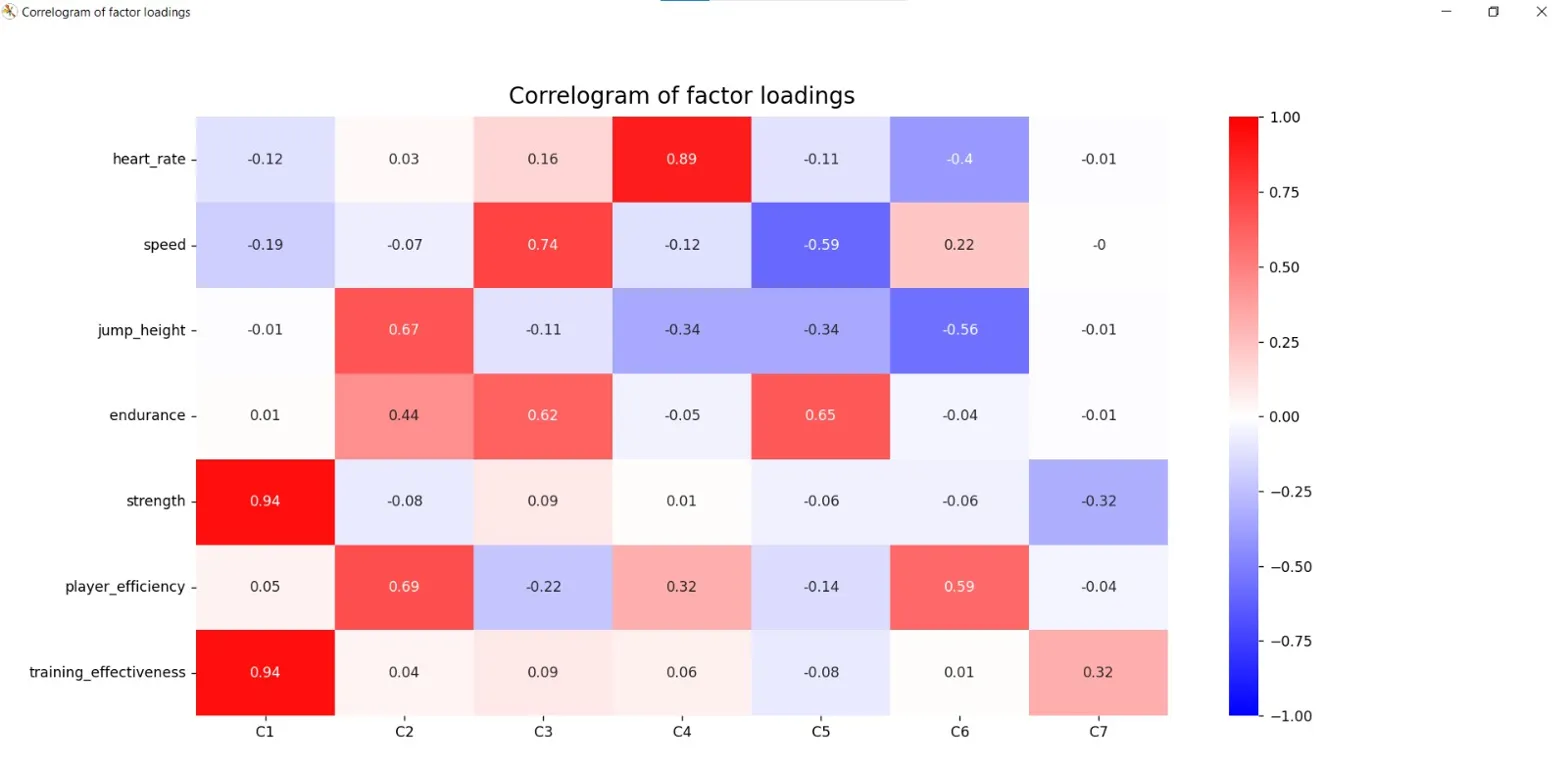 Correlogram of factor loadings
Correlogram of factor loadings
heart_rate -0.12 0.03 0.16 0.89 -0.11 -0.4 -0.01
speed -0.19 -0.07 0.74 -0.12 -0.59 0.22 -0
jump_height -0.01 0.67 -0.11 -0.34 -0.34 -0.56 -0.01
endurance 0.01 0.44 0.62 -0.05 0.65 -0.04 -0.01
strength 0.94 -0.08 0.09 0.01 -0.06 -0.06 -0.32
player_efficiency 0.05 0.69 -0.22 0.32 -0.14 0.59 -0.04
training_effectiveness 0.94 0.04 0.09 0.06 -0.08 0.01 0.32
C1 C2 C3 C4 C5 C6 C7
1.00
0.75
0.50
0.25
0.00
−0.25
−0.50
−0.75
−1.00